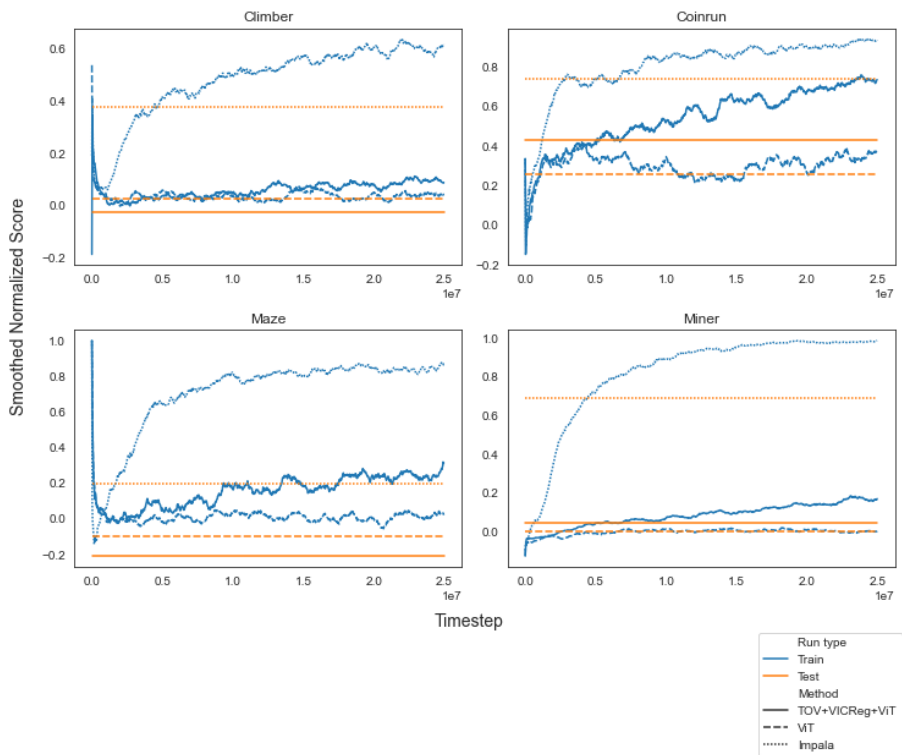 Climber
Coinrun
0.6
0.4
0.2
0.0
−0.2
0.8
0.6
0.4
0.2
0.0
−0.2
0.0 0.5 1.0 1.5 2.0 2.5
1e7
0.0 0.5 1.0 1.5 2.0 2.5
1e7
Smoothed Normalized Score
Maze
Miner
1.0
0.8
0.6
0.4
0.2
0.0
−0.2
1.0
0.8
0.6
0.4
0.2
0.0
0.0 0.5 1.0 1.5 2.0 2.5
1e7
0.0 0.5 1.0 1.5 2.0 2.5
1e7
Timestep
Run type
Train
Test
Method
TOV+VICReg+ViT
ViT
Impala